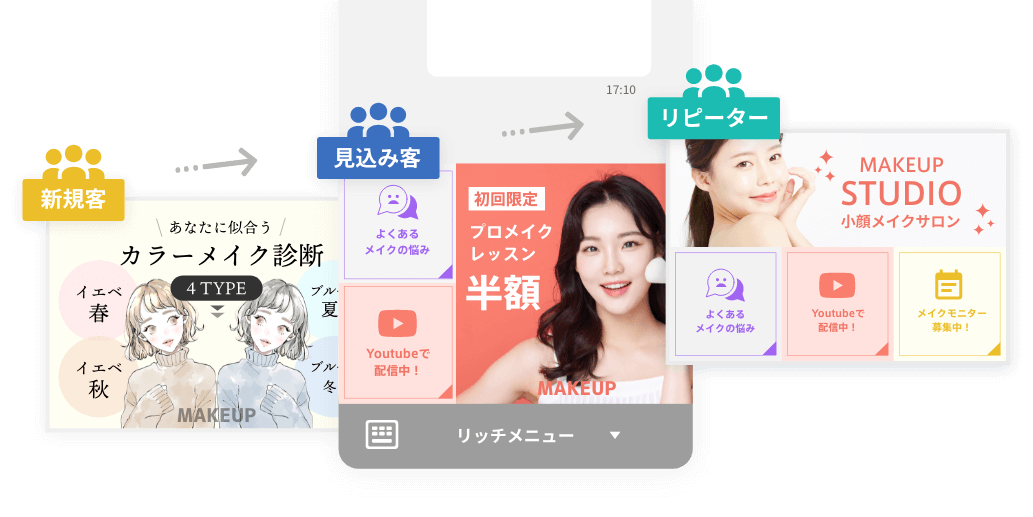 17:10
新規客
あなたに似合う
カラーメイク診断
4 TYPE
イエベ
春
ブル
夏
イエベ
秋
ブル
冬
MAKEUP
見込み客
よくある
メイクの悩み
Youtubeで
配信中！
初回限定
プロメイク
レッスン
半額
MAKEUP
リッチメニュー
リピーター
MAKEUP
STUDIO
小顔メイクサロン
よくある
メイクの悩み
Youtubeで
配信中！
メイクモニター
募集中！